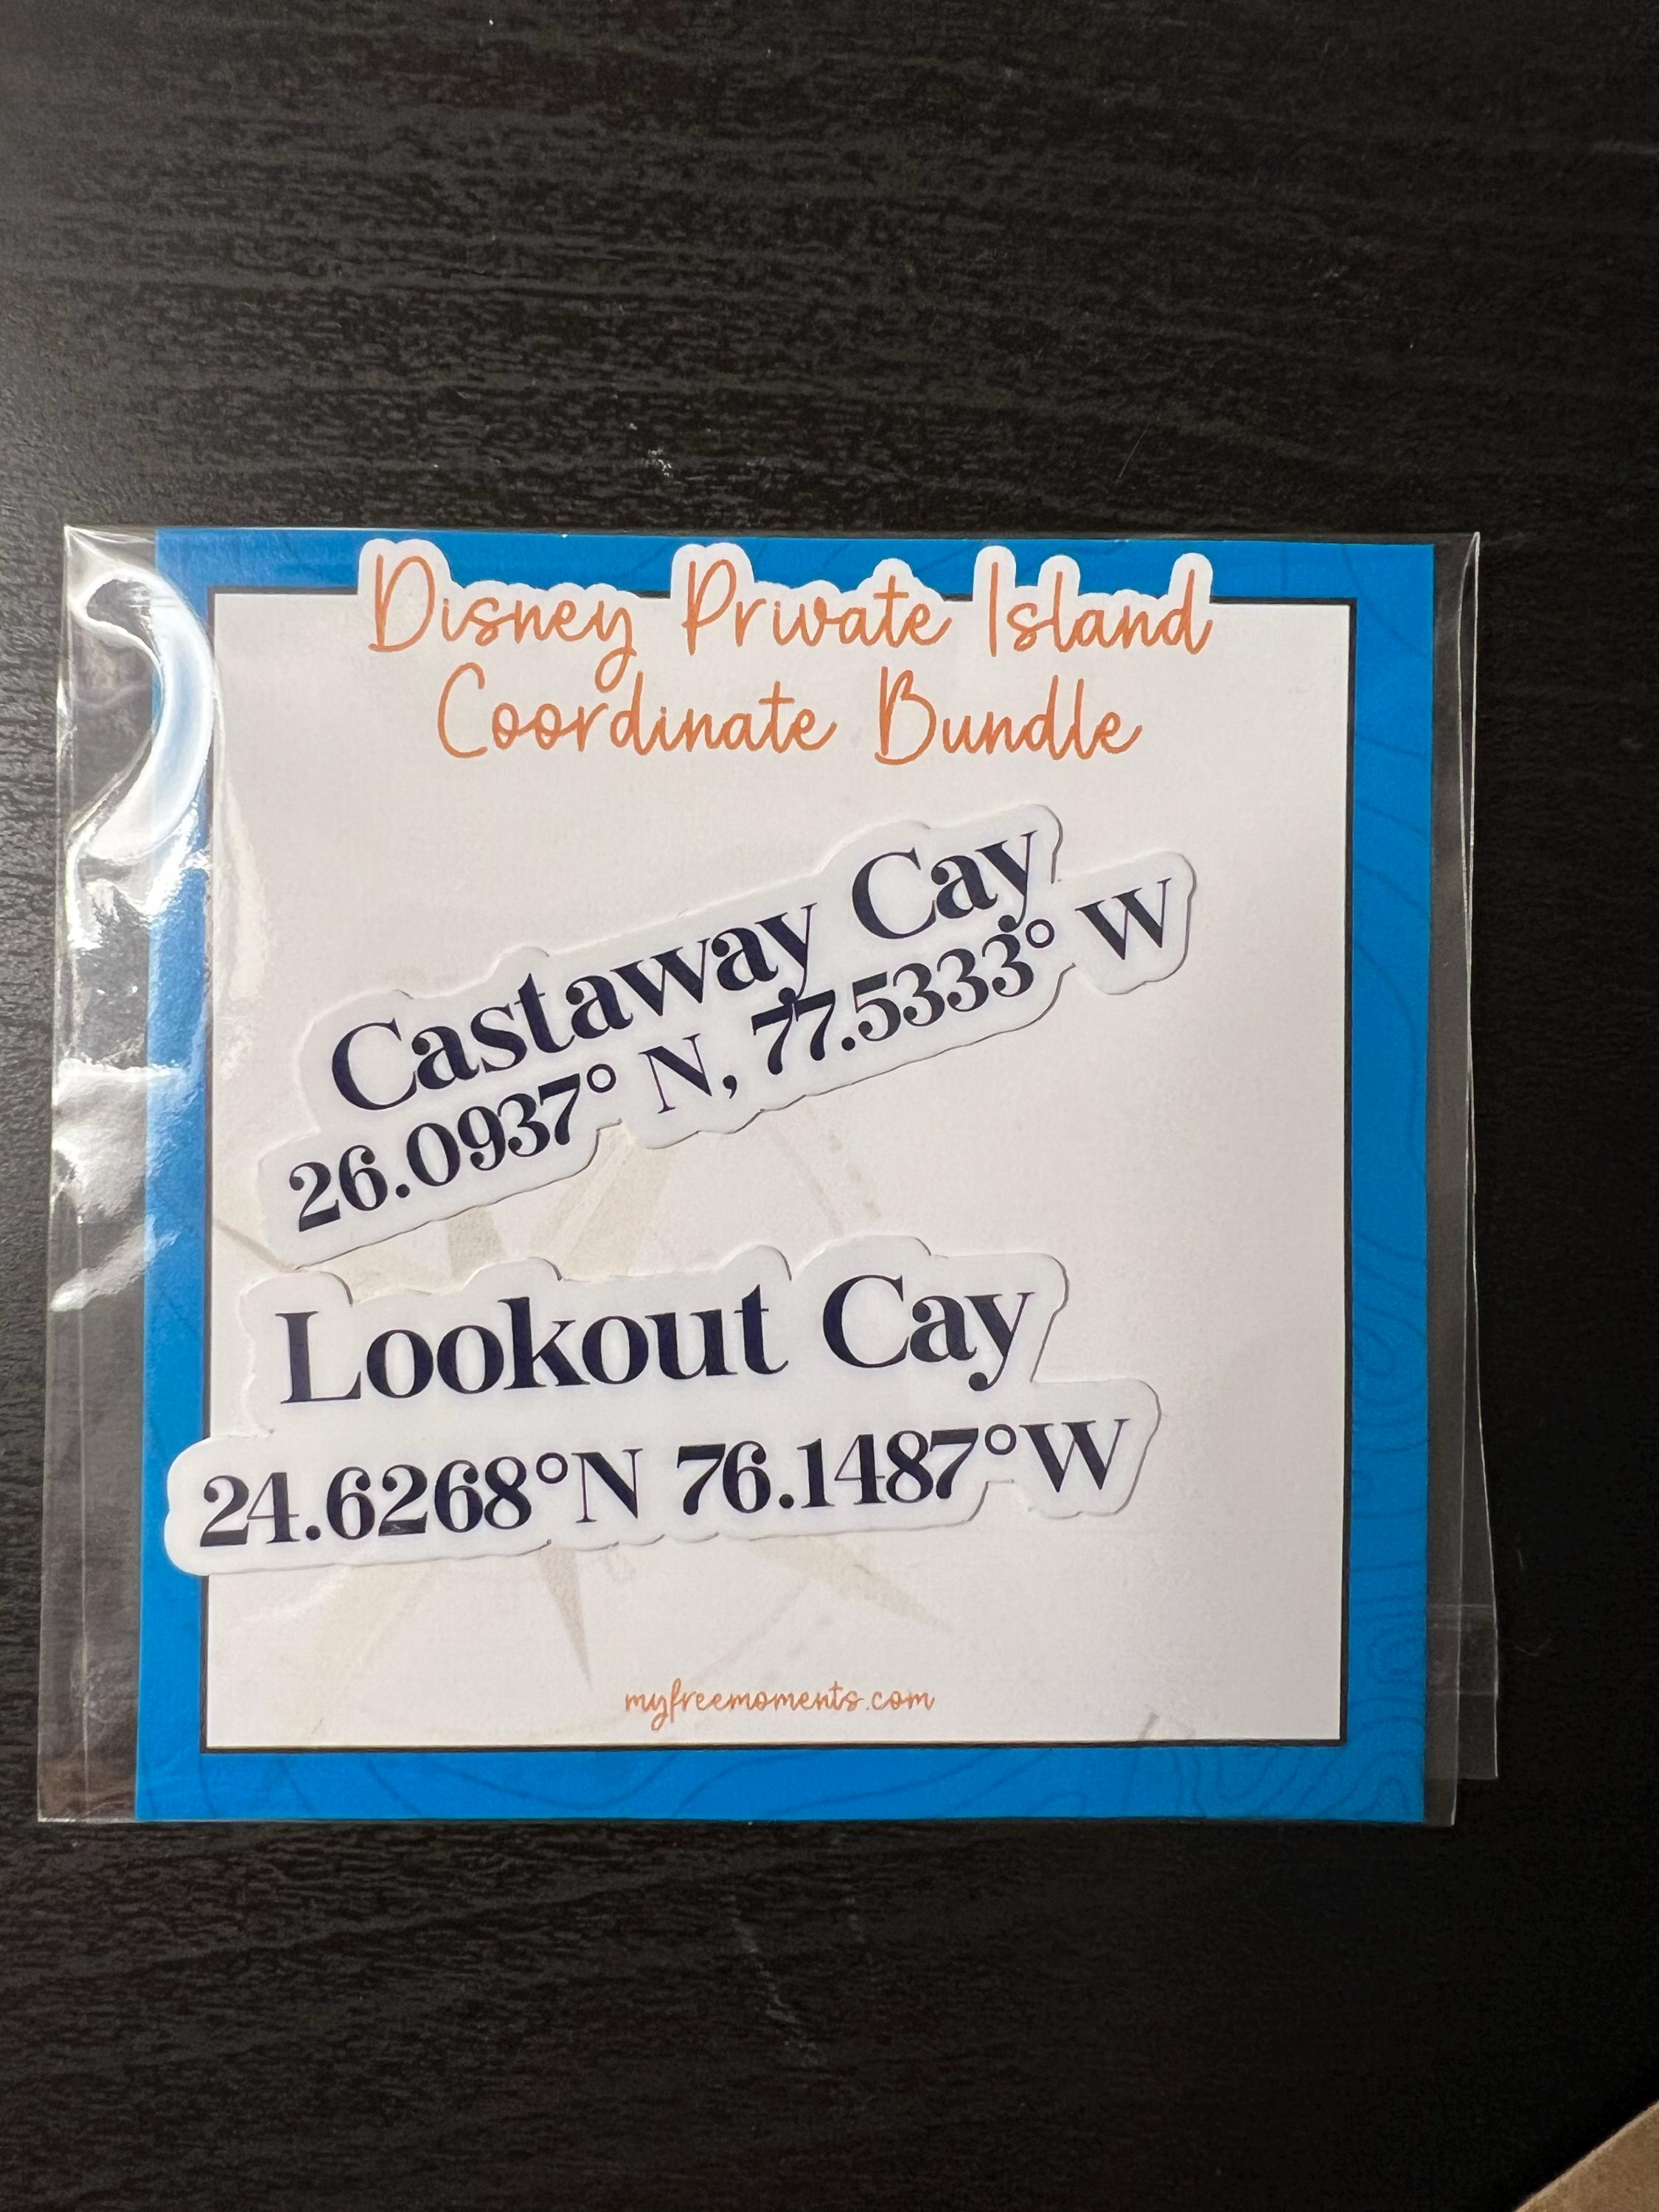 Disney Private Island
Coordinate Bundle
Castaway Cay
26.0937° N, 77.5333° W
Lookout Cay
24.6268°N 76.1487°W
myfreemoments.com